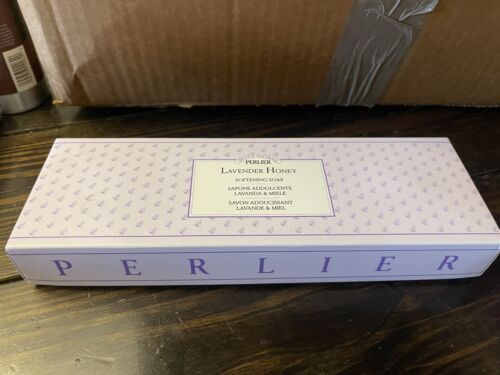 PERLIER
LAVENDER HONEY
SOFTENING SOAP
SAPONE ADDOLCENTE
LAVANDA & MIELE
SAVON ADOUCISSANT
LAVANDE & MIEL
PERLIER